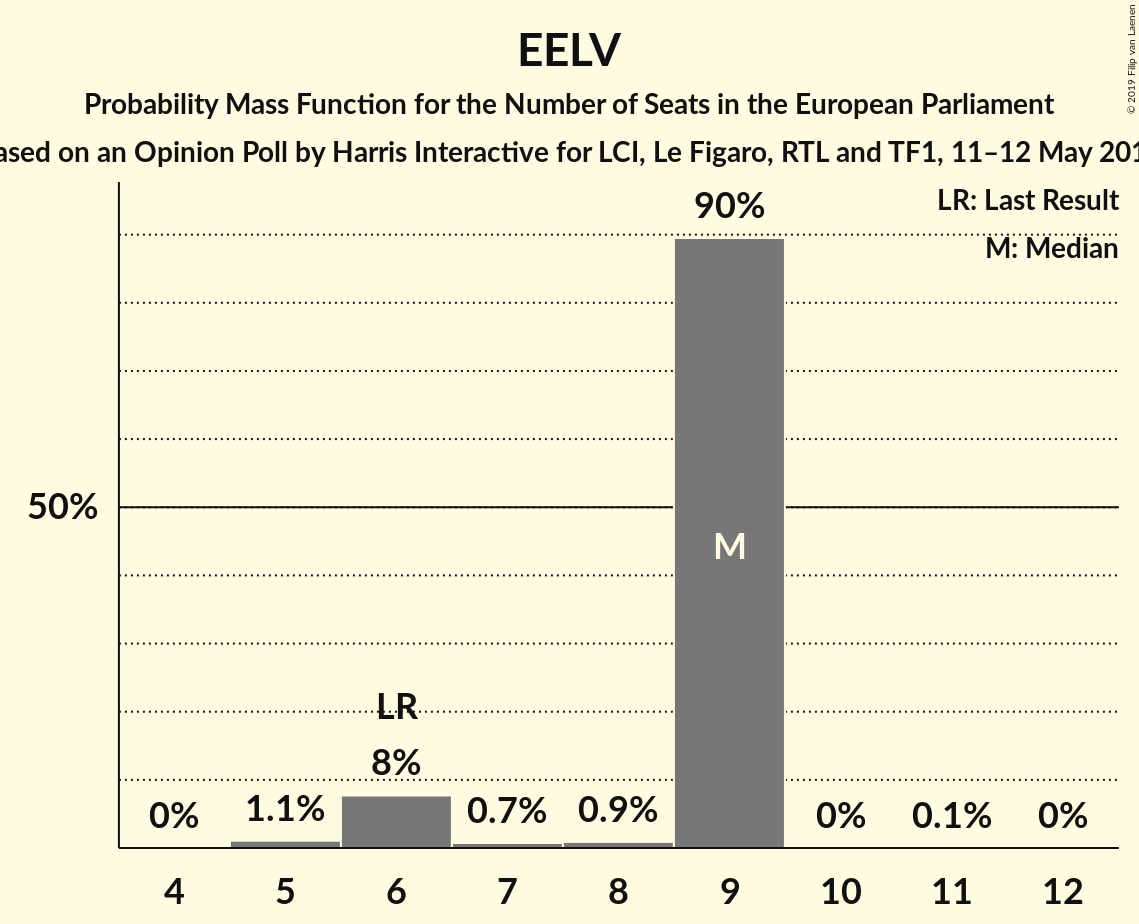 EELV
Probability Mass Function for the Number of Seats in the European Parliament
ased on an Opinion Poll by Harris Interactive for LCI, Le Figaro, RTL and TF1, 11–12 May 201
© 2019 Filip van Laenen
LR: Last Result
M: Median
90%
50%
M
LR
8%
0% 1.1% 0.7% 0.9% 0% 0.1% 0%
4 5 6 7 8 9 10 11 12